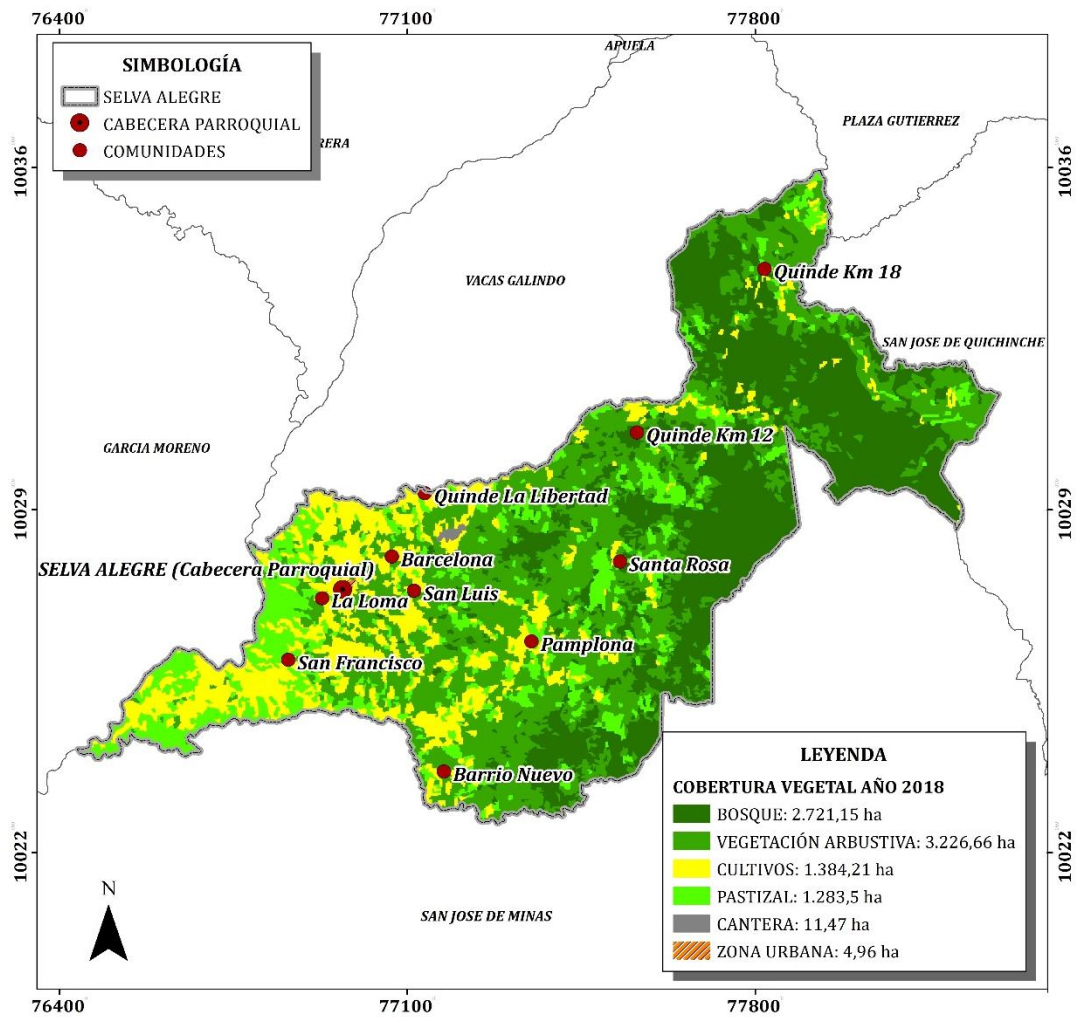 76400 77100 77800
SIMBOLOGÍA
SELVA ALEGRE
CABECERA PARROQUIAL
COMUNIDADES
APUELA
PLAZA GUTIERREZ
RERA
10036 10036
VACAS GALINDO
Quinde Km 18
SAN JOSE DE QUICHINCHE
GARCIA MORENO
Quinde Km 12
Quinde La Libertad
10029 10029
Barcelona
SELVA ALEGRE (Cabecera Parroquial)
Santa Rosa
La Loma
San Luis
Pamplona
San Francisco
Barrio Nuevo
LEYENDA
COBERTURA VEGETAL AÑO 2018
BOSQUE: 2.721,15 ha
VEGETACIÓN ARBUSTIVA: 3.226,66 ha
CULTIVOS: 1.384,21 ha
PASTIZAL: 1.283,5 ha
CANTERA: 11,47 ha
ZONA URBANA: 4,96 ha
10022 10022
N
SAN JOSE DE MINAS
76400 77100 77800